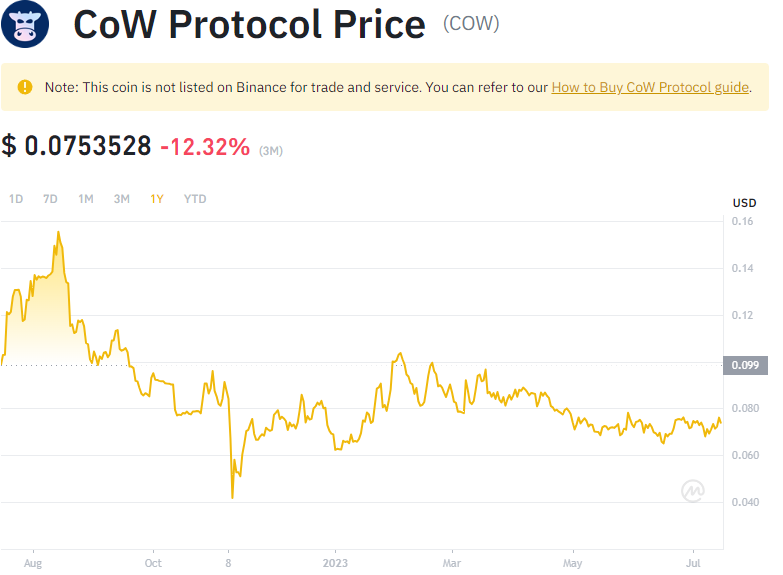 CoW Protocol Price (COW)
Note: This coin is not listed on Binance for trade and service. You can refer to our How to Buy CoW Protocol guide.
$ 0.0753528 -12.32% (3M)
1D 7D 1M 3M 1Y YTD
USD
0.16
0.14
0.12
0.099
0.080
0.060
0.040
Aug Oct 8 2023 Mar May Jul